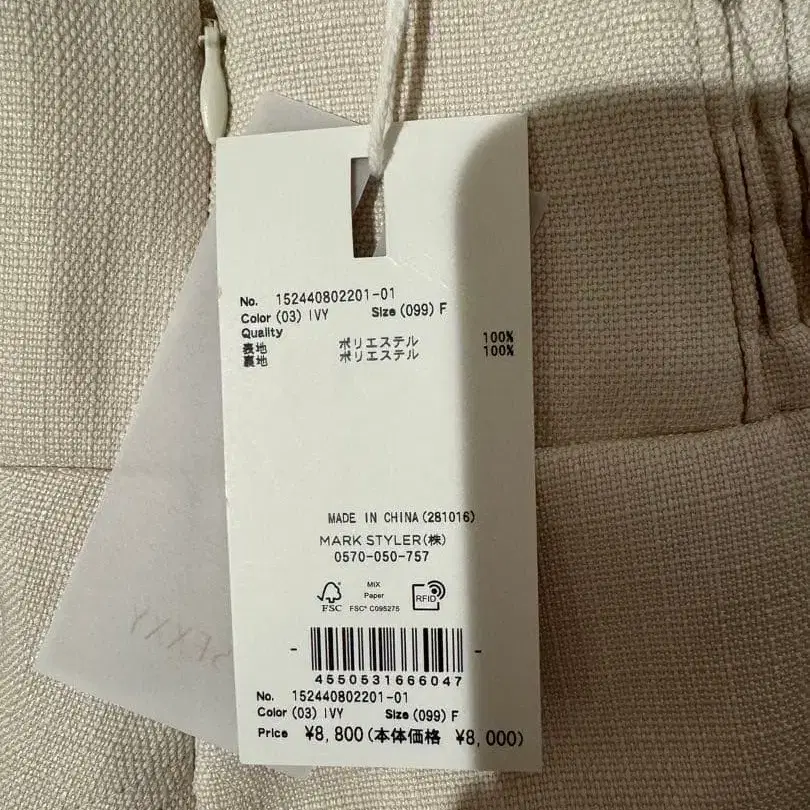 No. 152440802201-01
Color (03) IVY Size (099) F
Quality
表地 ポリエステル 100%
裏地 ポリエステル 100%
MADE IN CHINA(281016)
MARK STYLER(株)
0570-050-757
FSC
MIX
Paper
FSC® C095275
RFID
4550531666047
No. 152440802201-01
Color (03) IVY Size (099) F
Price ¥8,800(本体価格 ¥8,000)